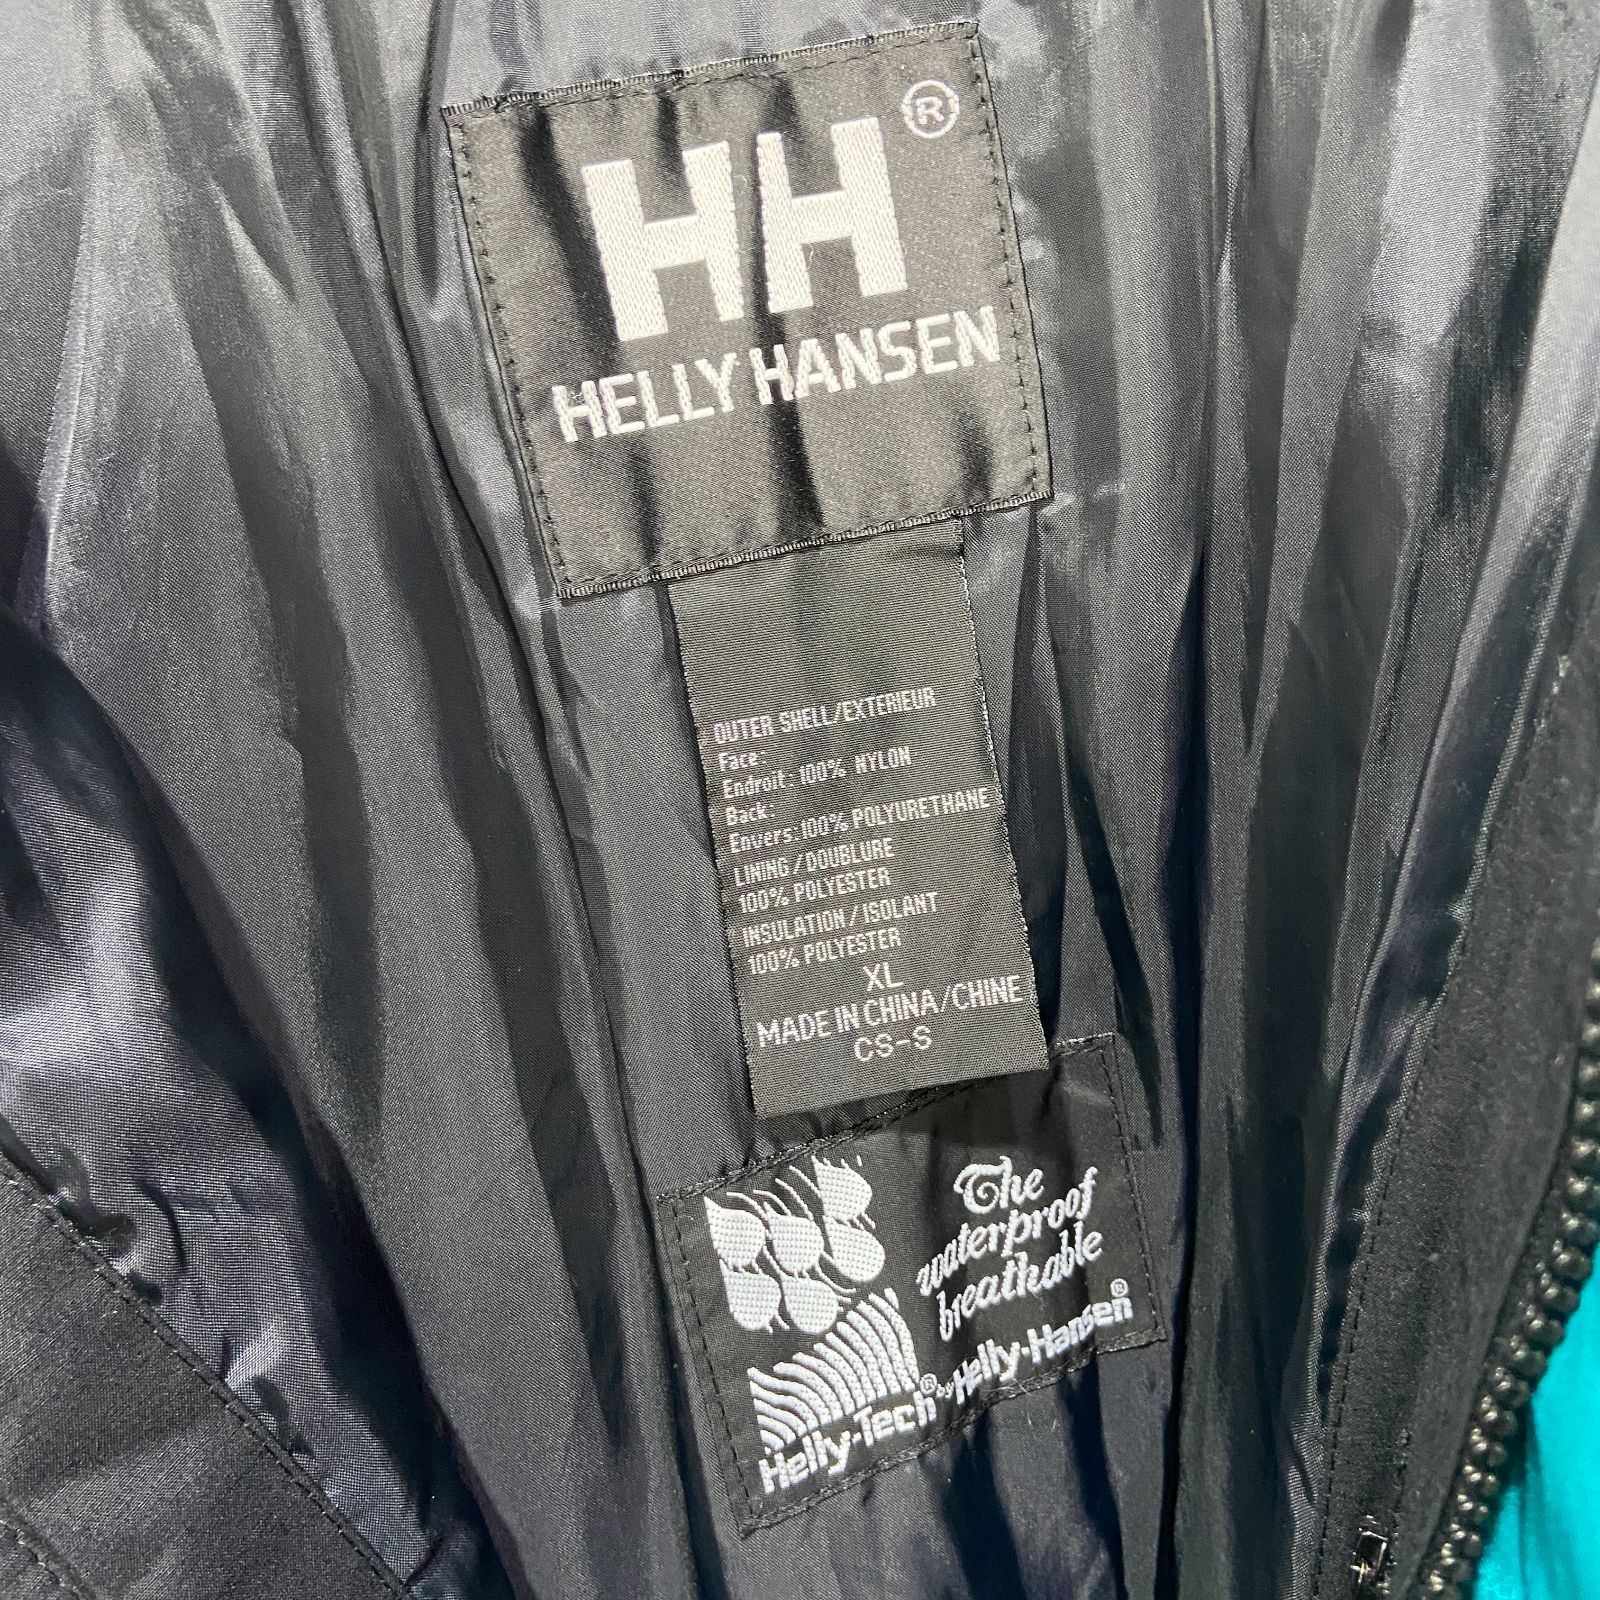 HH ®
HELLY HANSEN
OUTER SHELL/EXTERIEUR
Face:
Endroit: 100% NYLON
Back:
Envers: 100% POLYURETHANE
LINING/DOUBLURE
100% POLYESTER
INSULATION/ISOLANT
100% POLYESTER
XL
MADE IN CHINA/CHINE
CS-S
The
waterproof
breathable
Helly-Tech® by Helly-Hansen®